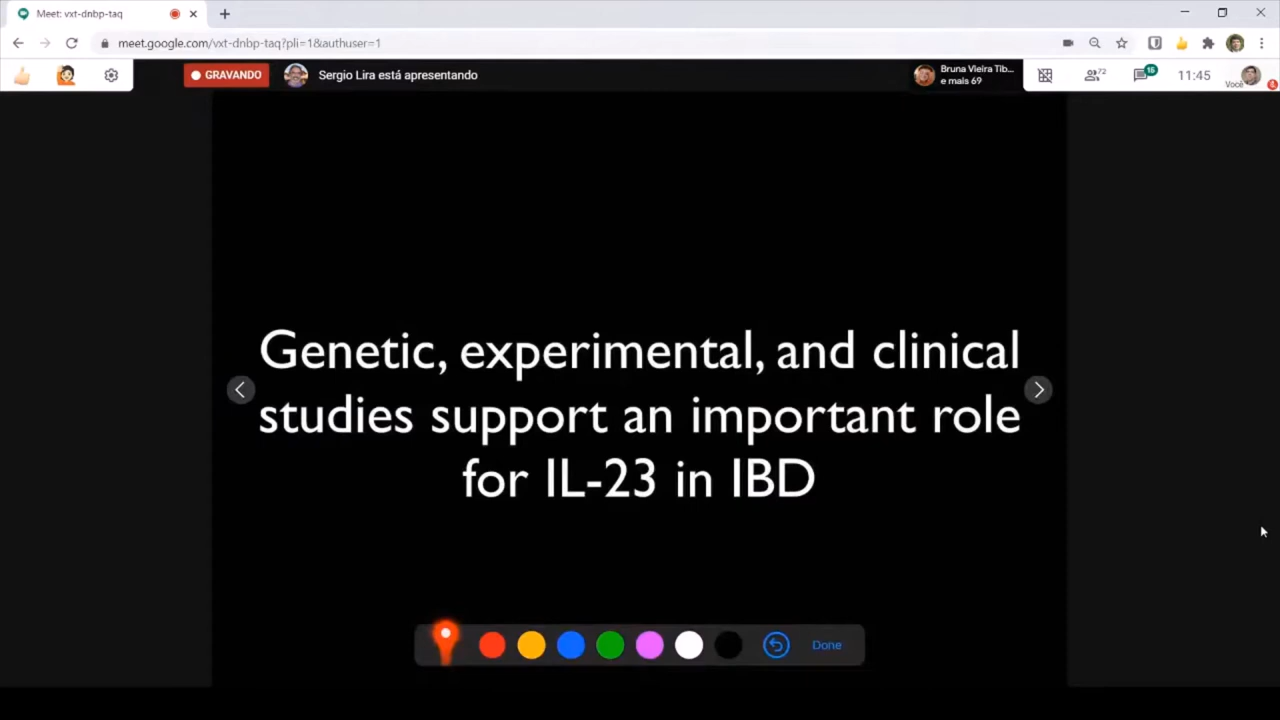 Meet: vxt-dnbp-taq
meet.google.com/vxt-dnbp-taq?pli=1&authuser=1
GRAVANDO
Sergio Lira está apresentando
Bruna Vieira Tib...
e mais 69
72
15
11:45
Você
Genetic, experimental, and clinical
studies support an important role
for IL-23 in IBD
Done